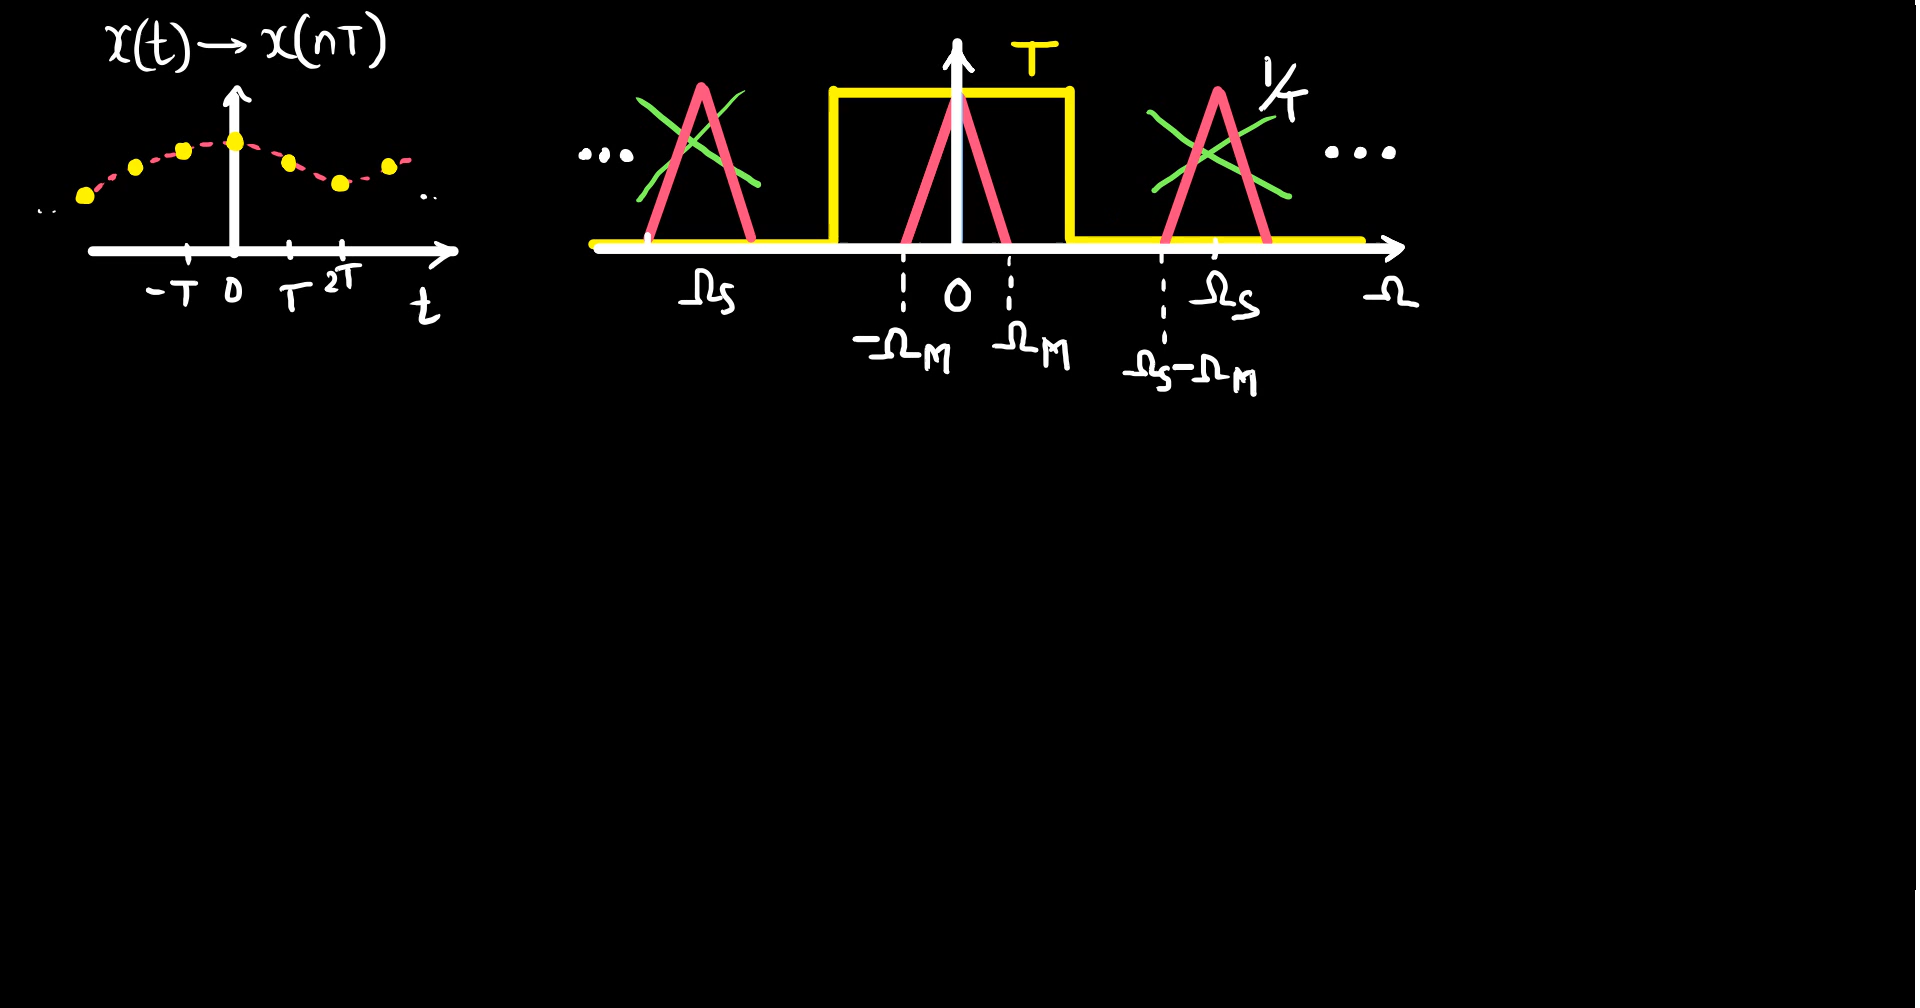 x(t) → x(nT)
-T 0 T 2T t
T
1/T
Ωs 0 Ωs Ω
-ΩM ΩM Ωs-ΩM